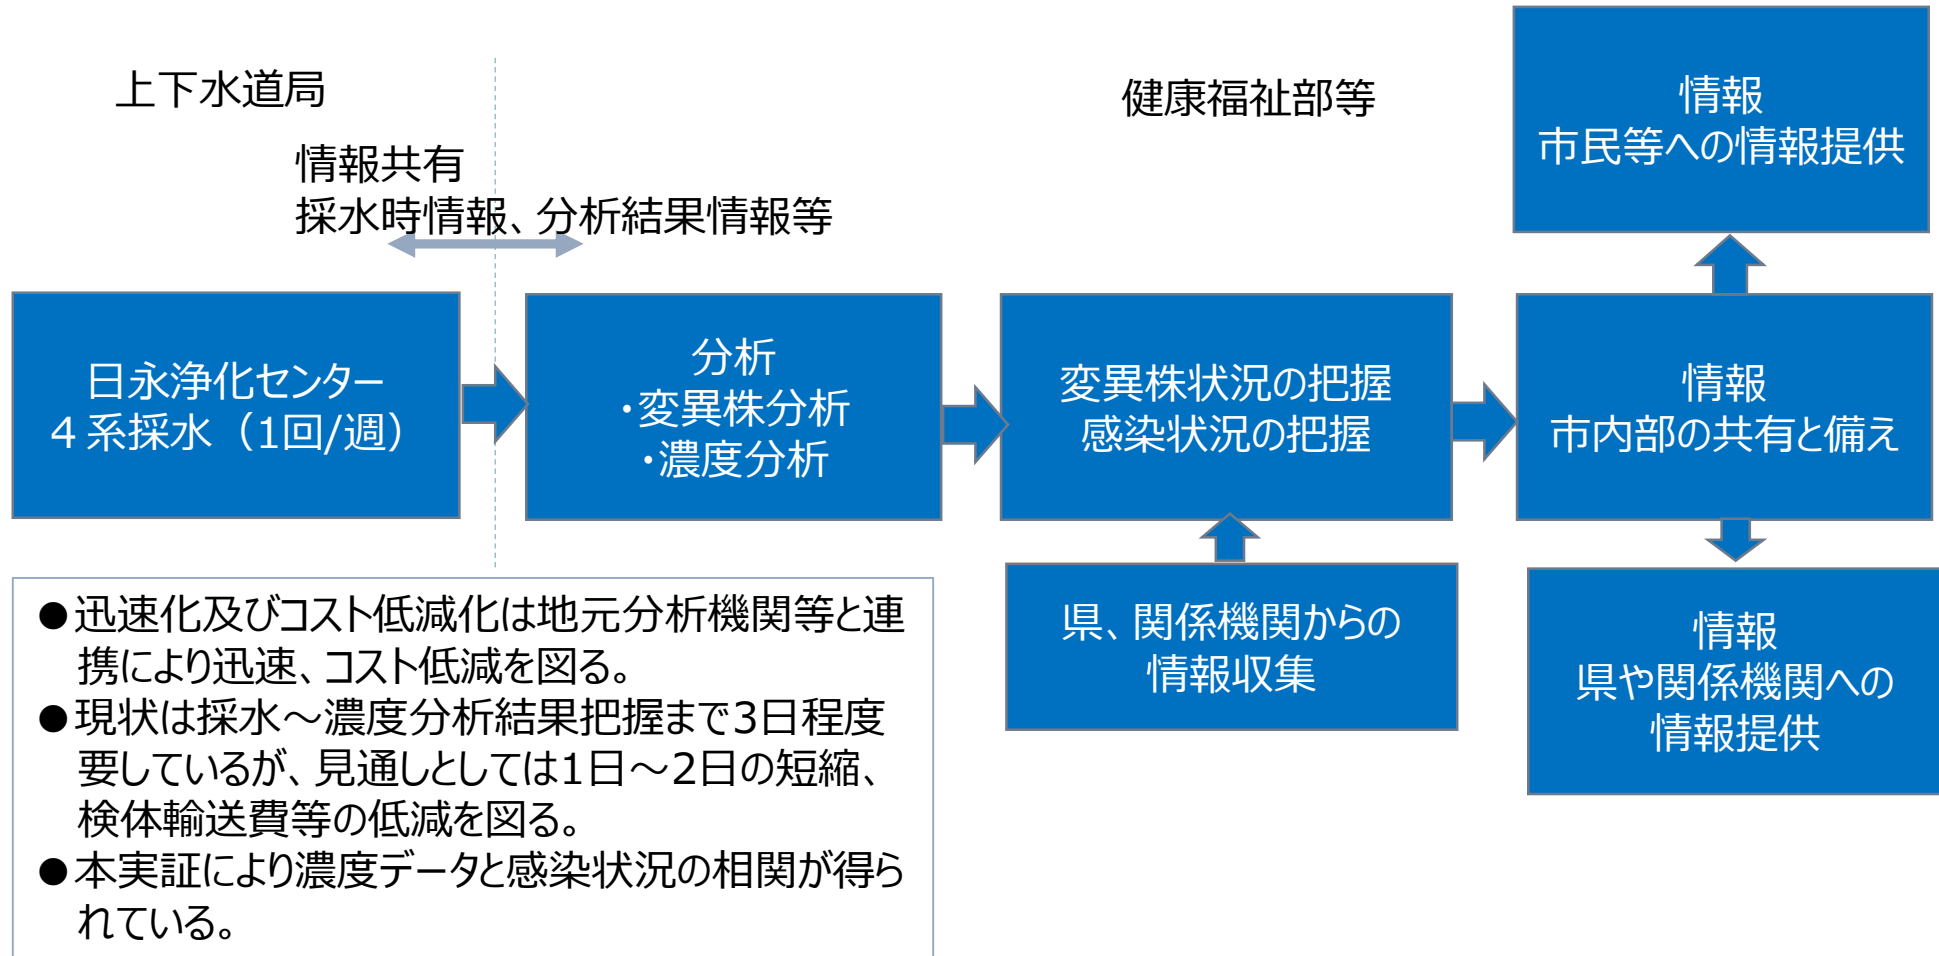 上下水道局
健康福祉部等
情報共有
採水時情報、分析結果情報等
情報
市民等への情報提供
日永浄化センター
４系採水（1回/週）
分析
・変異株分析
・濃度分析
変異株状況の把握
感染状況の把握
情報
市内部の共有と備え
県、関係機関からの
情報収集
情報
県や関係機関への
情報提供
●迅速化及びコスト低減化は地元分析機関等と連
携により迅速、コスト低減を図る。
●現状は採水～濃度分析結果把握まで3日程度
要しているが、見通しとしては1日～2日の短縮、
検体輸送費等の低減を図る。
●本実証により濃度データと感染状況の相関が得ら
れている。